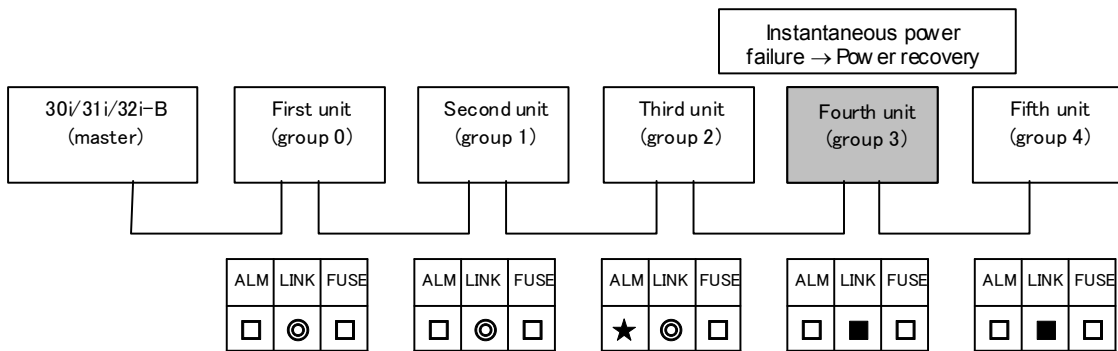 Instantaneous power
failure → Power recovery
30i/31i/32i-B
(master)
First unit
(group 0)
Second unit
(group 1)
Third unit
(group 2)
Fourth unit
(group 3)
Fifth unit
(group 4)
ALM LINK FUSE
□ ◎ □
ALM LINK FUSE
□ ◎ □
ALM LINK FUSE
★ ◎ □
ALM LINK FUSE
□ ■ □
ALM LINK FUSE
□ ■ □